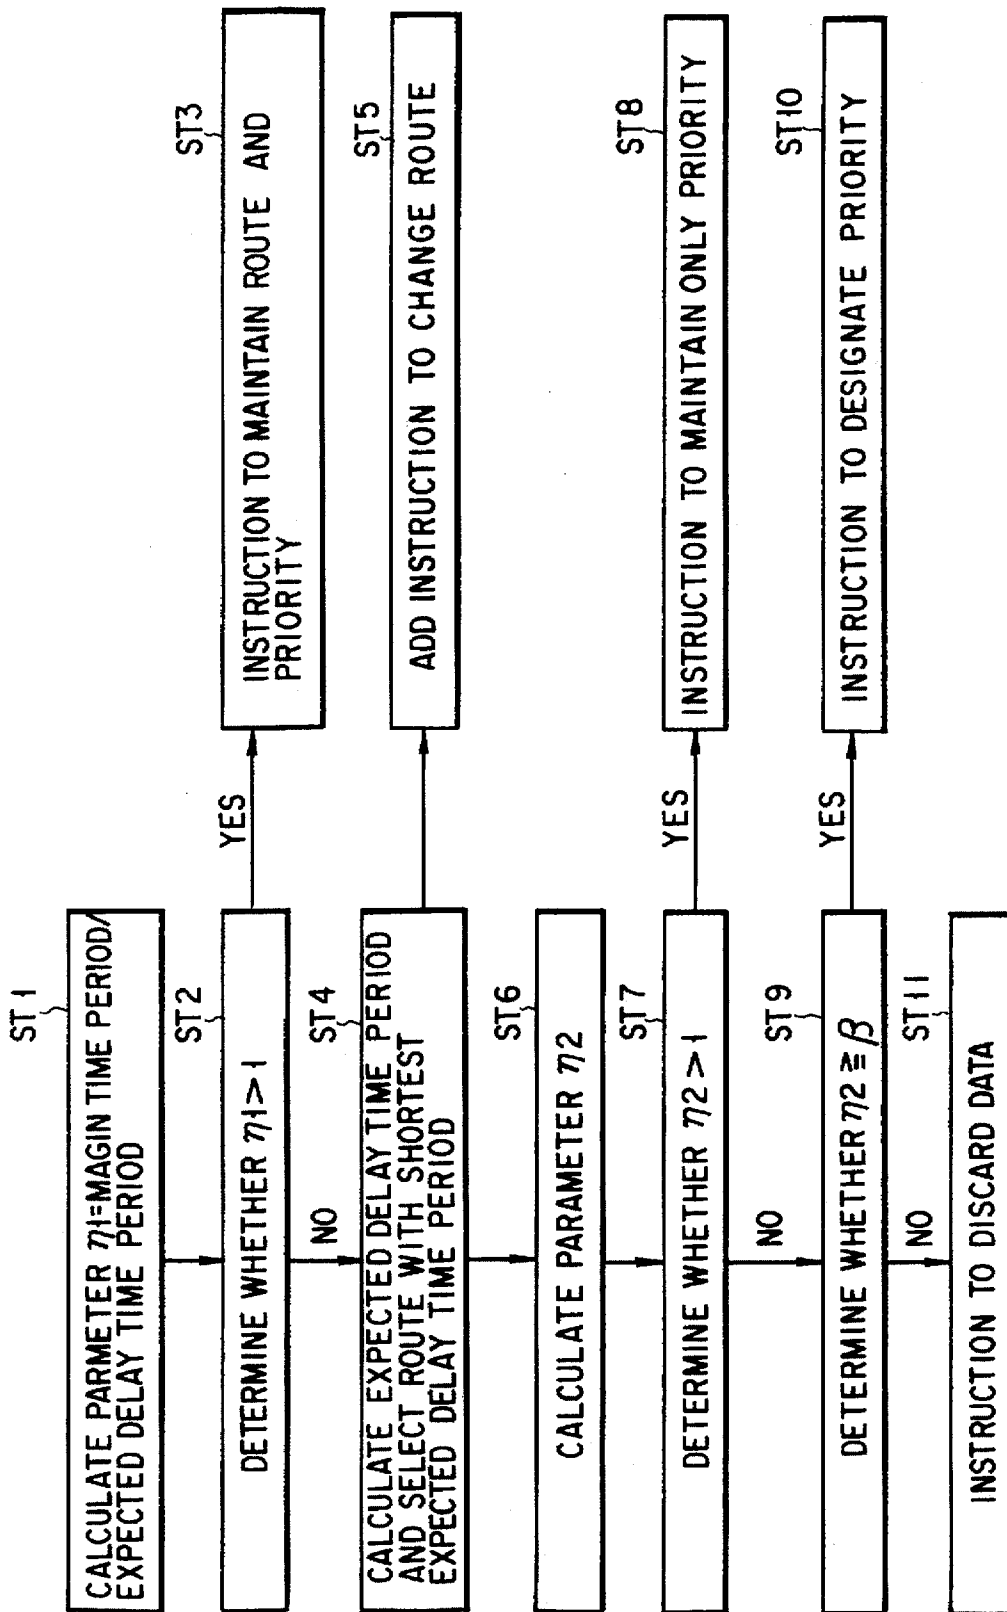 ST1
CALCULATE PARMETER η1=MAGIN TIME PERIOD/
EXPECTED DELAY TIME PERIOD
ST2
DETERMINE WHETHER η1>1
YES
ST3
INSTRUCTION TO MAINTAIN ROUTE AND
PRIORITY
NO
ST4
CALCULATE EXPECTED DELAY TIME PERIOD
AND SELECT ROUTE WITH SHORTEST
EXPECTED DELAY TIME PERIOD
ST5
ADD INSTRUCTION TO CHANGE ROUTE
ST6
CALCULATE PARAMETER η2
ST7
DETERMINE WHETHER η2>1
YES
ST8
INSTRUCTION TO MAINTAIN ONLY PRIORITY
NO
ST9
DETERMINE WHETHER η2≧β
YES
ST10
INSTRUCTION TO DESIGNATE PRIORITY
NO
ST11
INSTRUCTION TO DISCARD DATA